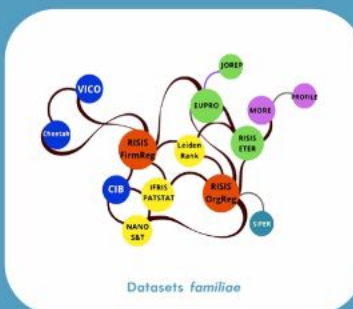 JOREP
VICO
EUPRO
MORE
PROFILE
Cheetah
RISIS
FirmReg
Leiden
Rank
RISIS
ETER
CIB
IFRIS
PATSTAT
RISIS
OrgReg
NANO
S&T
SIPER
Datasets familiae